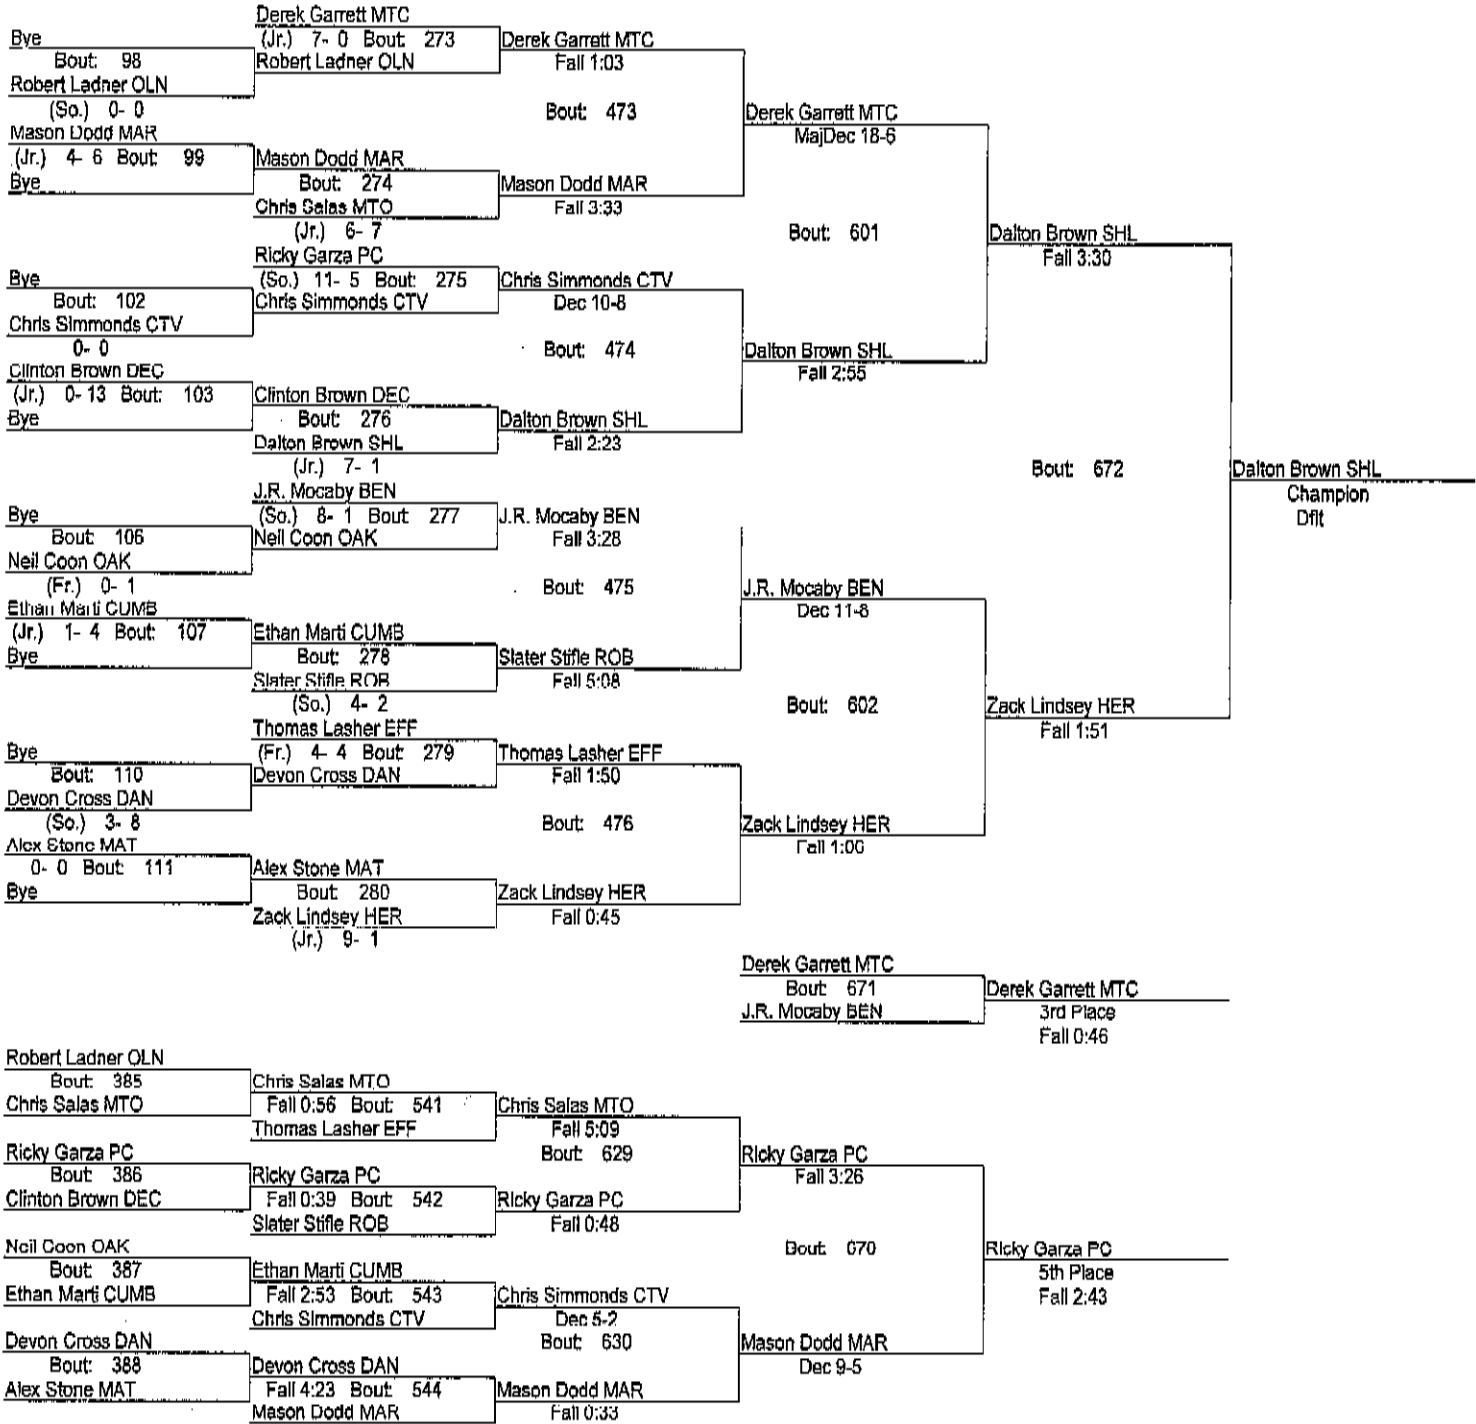 Derek Garrett MTC
Bye
(Jr.) 7- 0 Bout: 273
Derek Garrett MTC
Bout: 98
Robert Ladner OLN
Fall 1:03
Robert Ladner OLN
(So.) 0- 0
Bout: 473
Derek Garrett MTC
Mason Dodd MAR
MajDec 18-6
(Jr.) 4- 6 Bout: 99
Mason Dodd MAR
Bye
Bout: 274
Mason Dodd MAR
Chris Salas MTO
Fall 3:33
(Jr.) 6- 7
Bout: 601
Dalton Brown SHL
Ricky Garza PC
Fall 3:30
Bye
(So.) 11- 5 Bout: 275
Chris Simmonds CTV
Bout: 102
Chris Simmonds CTV
Dec 10-8
Chris Simmonds CTV
0- 0
Bout: 474
Dalton Brown SHL
Clinton Brown DEC
Fall 2:55
(Jr.) 0- 13 Bout: 103
Clinton Brown DEC
Bye
Bout: 276
Dalton Brown SHL
Dalton Brown SHL
Fall 2:23
(Jr.) 7- 1
Bout: 672
Dalton Brown SHL
Champion
Dflt
J.R. Mocaby BEN
Bye
(So.) 8- 1 Bout: 277
J.R. Mocaby BEN
Bout: 106
Neil Coon OAK
Fall 3:28
Neil Coon OAK
(Fr.) 0- 1
Bout: 475
J.R. Mocaby BEN
Ethan Marti CUMB
Dec 11-8
(Jr.) 1- 4 Bout: 107
Ethan Marti CUMB
Bye
Bout: 278
Slater Stifle ROB
Slater Stifle ROB
Fall 5:08
(So.) 4- 2
Bout: 602
Zack Lindsey HER
Thomas Lasher EFF
Fall 1:51
Bye
(Fr.) 4- 4 Bout: 279
Thomas Lasher EFF
Bout: 110
Devon Cross DAN
Fall 1:50
Devon Cross DAN
(So.) 3- 8
Bout: 476
Zack Lindsey HER
Alex Stone MAT
Fall 1:00
0- 0 Bout: 111
Alex Stone MAT
Bye
Bout: 280
Zack Lindsey HER
Zack Lindsey HER
Fall 0:45
(Jr.) 9- 1
Derek Garrett MTC
Bout: 671
Derek Garrett MTC
J.R. Mocaby BEN
3rd Place
Fall 0:46
Robert Ladner OLN
Bout: 385
Chris Salas MTO
Chris Salas MTO
Fall 0:56 Bout: 541
Chris Salas MTO
Thomas Lasher EFF
Fall 5:09
Ricky Garza PC
Bout: 629
Ricky Garza PC
Bout: 386
Ricky Garza PC
Fall 3:26
Clinton Brown DEC
Fall 0:39 Bout: 542
Ricky Garza PC
Slater Stifle ROB
Fall 0:48
Neil Coon OAK
Bout: 670
Ricky Garza PC
Bout: 387
Ethan Marti CUMB
5th Place
Ethan Marti CUMB
Fall 2:53 Bout: 543
Chris Simmonds CTV
Fall 2:43
Chris Simmonds CTV
Dec 5-2
Devon Cross DAN
Bout: 630
Mason Dodd MAR
Bout: 388
Devon Cross DAN
Dec 9-5
Alex Stone MAT
Fall 4:23 Bout: 544
Mason Dodd MAR
Mason Dodd MAR
Fall 0:33